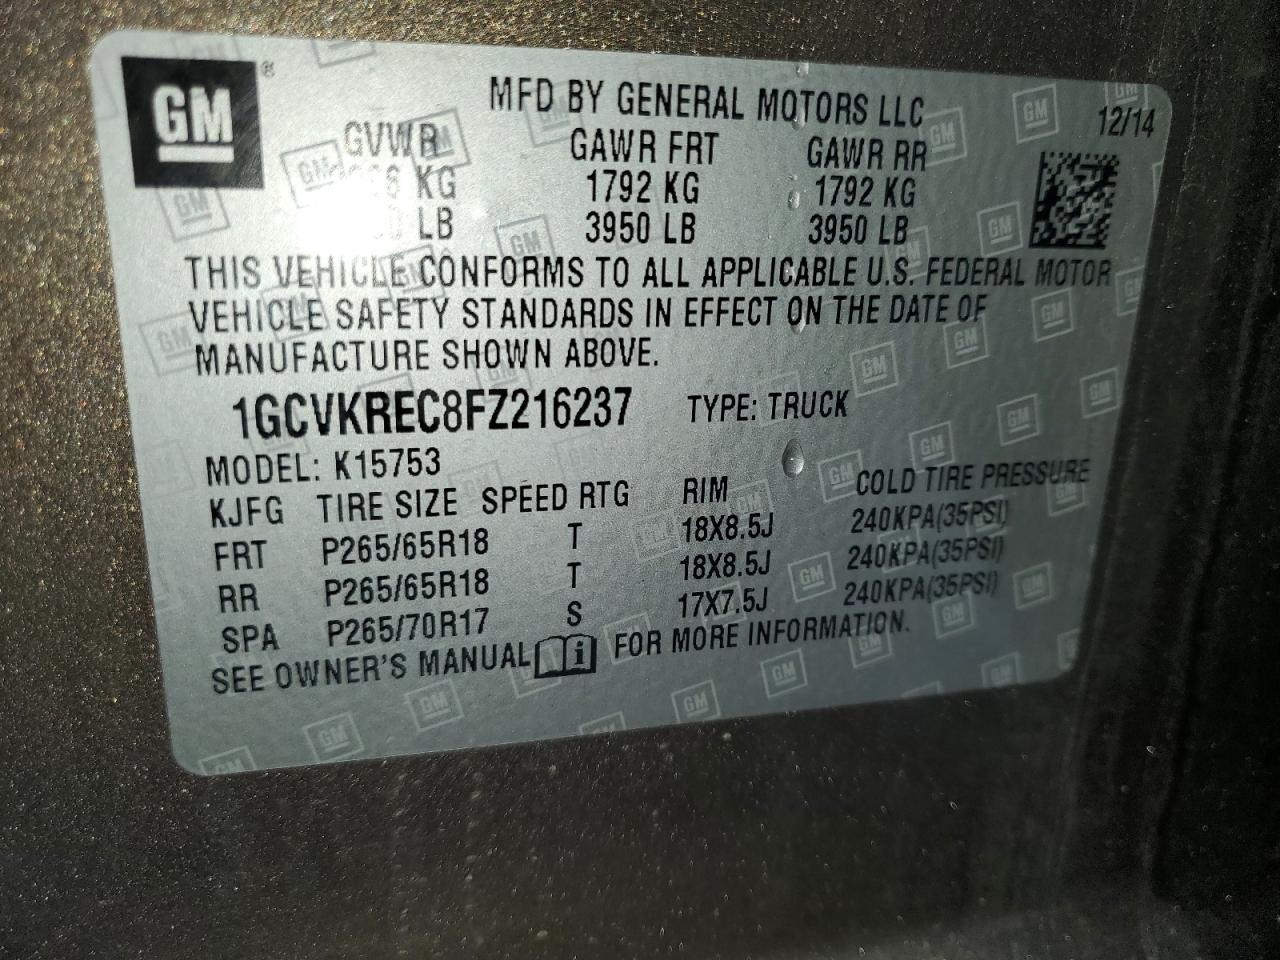 GM ®
MFD BY GENERAL MOTORS LLC 12/14
GVWR GAWR FRT GAWR RR
KG 1792 KG 1792 KG
LB 3950 LB 3950 LB
THIS VEHICLE CONFORMS TO ALL APPLICABLE U.S. FEDERAL MOTOR
VEHICLE SAFETY STANDARDS IN EFFECT ON THE DATE OF
MANUFACTURE SHOWN ABOVE.
1GCVKREC8FZ216237 TYPE: TRUCK
MODEL: K15753
KJFG TIRE SIZE SPEED RTG RIM COLD TIRE PRESSURE
FRT P265/65R18 T 18X8.5J 240KPA(35PSI)
RR P265/65R18 T 18X8.5J 240KPA(35PSI)
SPA P265/70R17 S 17X7.5J 240KPA(35PSI)
SEE OWNER'S MANUAL i FOR MORE INFORMATION.